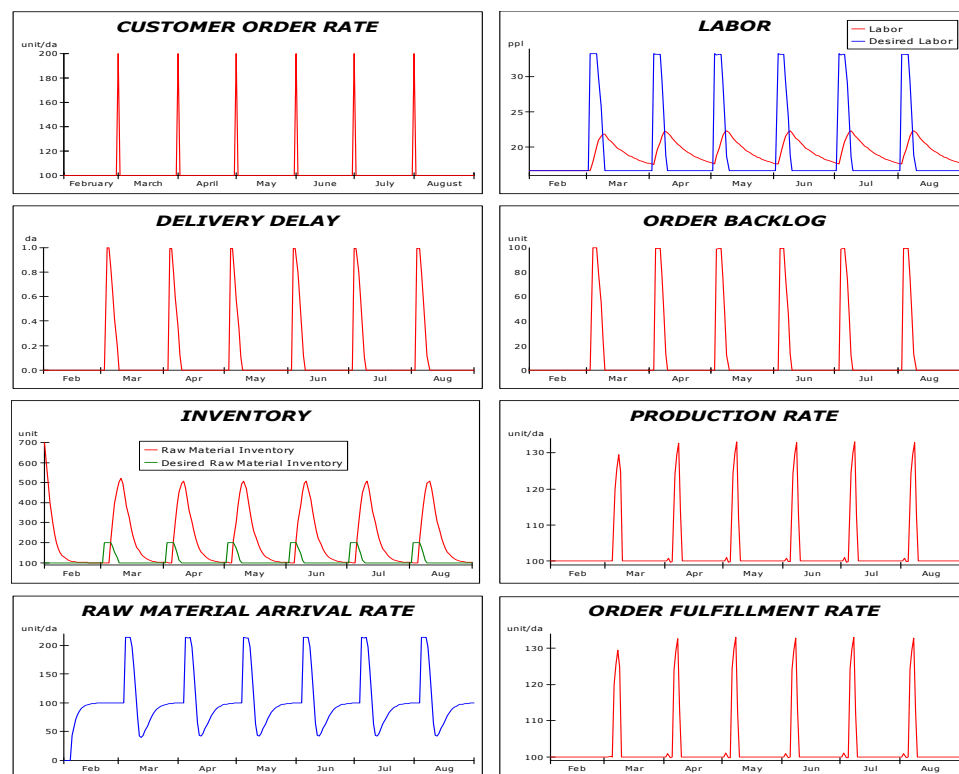 CUSTOMER ORDER RATE
unit/da
200
180
160
140
120
100
February March April May June July August
LABOR
Labor
Desired Labor
ppl
30
20
Feb Mar Apr May Jun Jul Aug
DELIVERY DELAY
da
1.0
0.8
0.6
0.4
0.2
0.0
Feb Mar Apr May Jun Jul Aug
ORDER BACKLOG
unit
100
80
60
40
20
0
Feb Mar Apr May Jun Jul Aug
INVENTORY
unit
700
600
500
400
300
200
100
Raw Material Inventory
Desired Raw Material Inventory
Feb Mar Apr May Jun Jul Aug
PRODUCTION RATE
unit/da
130
120
110
100
Feb Mar Apr May Jun Jul Aug
RAW MATERIAL ARRIVAL RATE
unit/da
200
150
100
50
0
Feb Mar Apr May Jun Jul Aug
ORDER FULFILLMENT RATE
unit/da
130
120
110
100
Feb Mar Apr May Jun Jul Aug